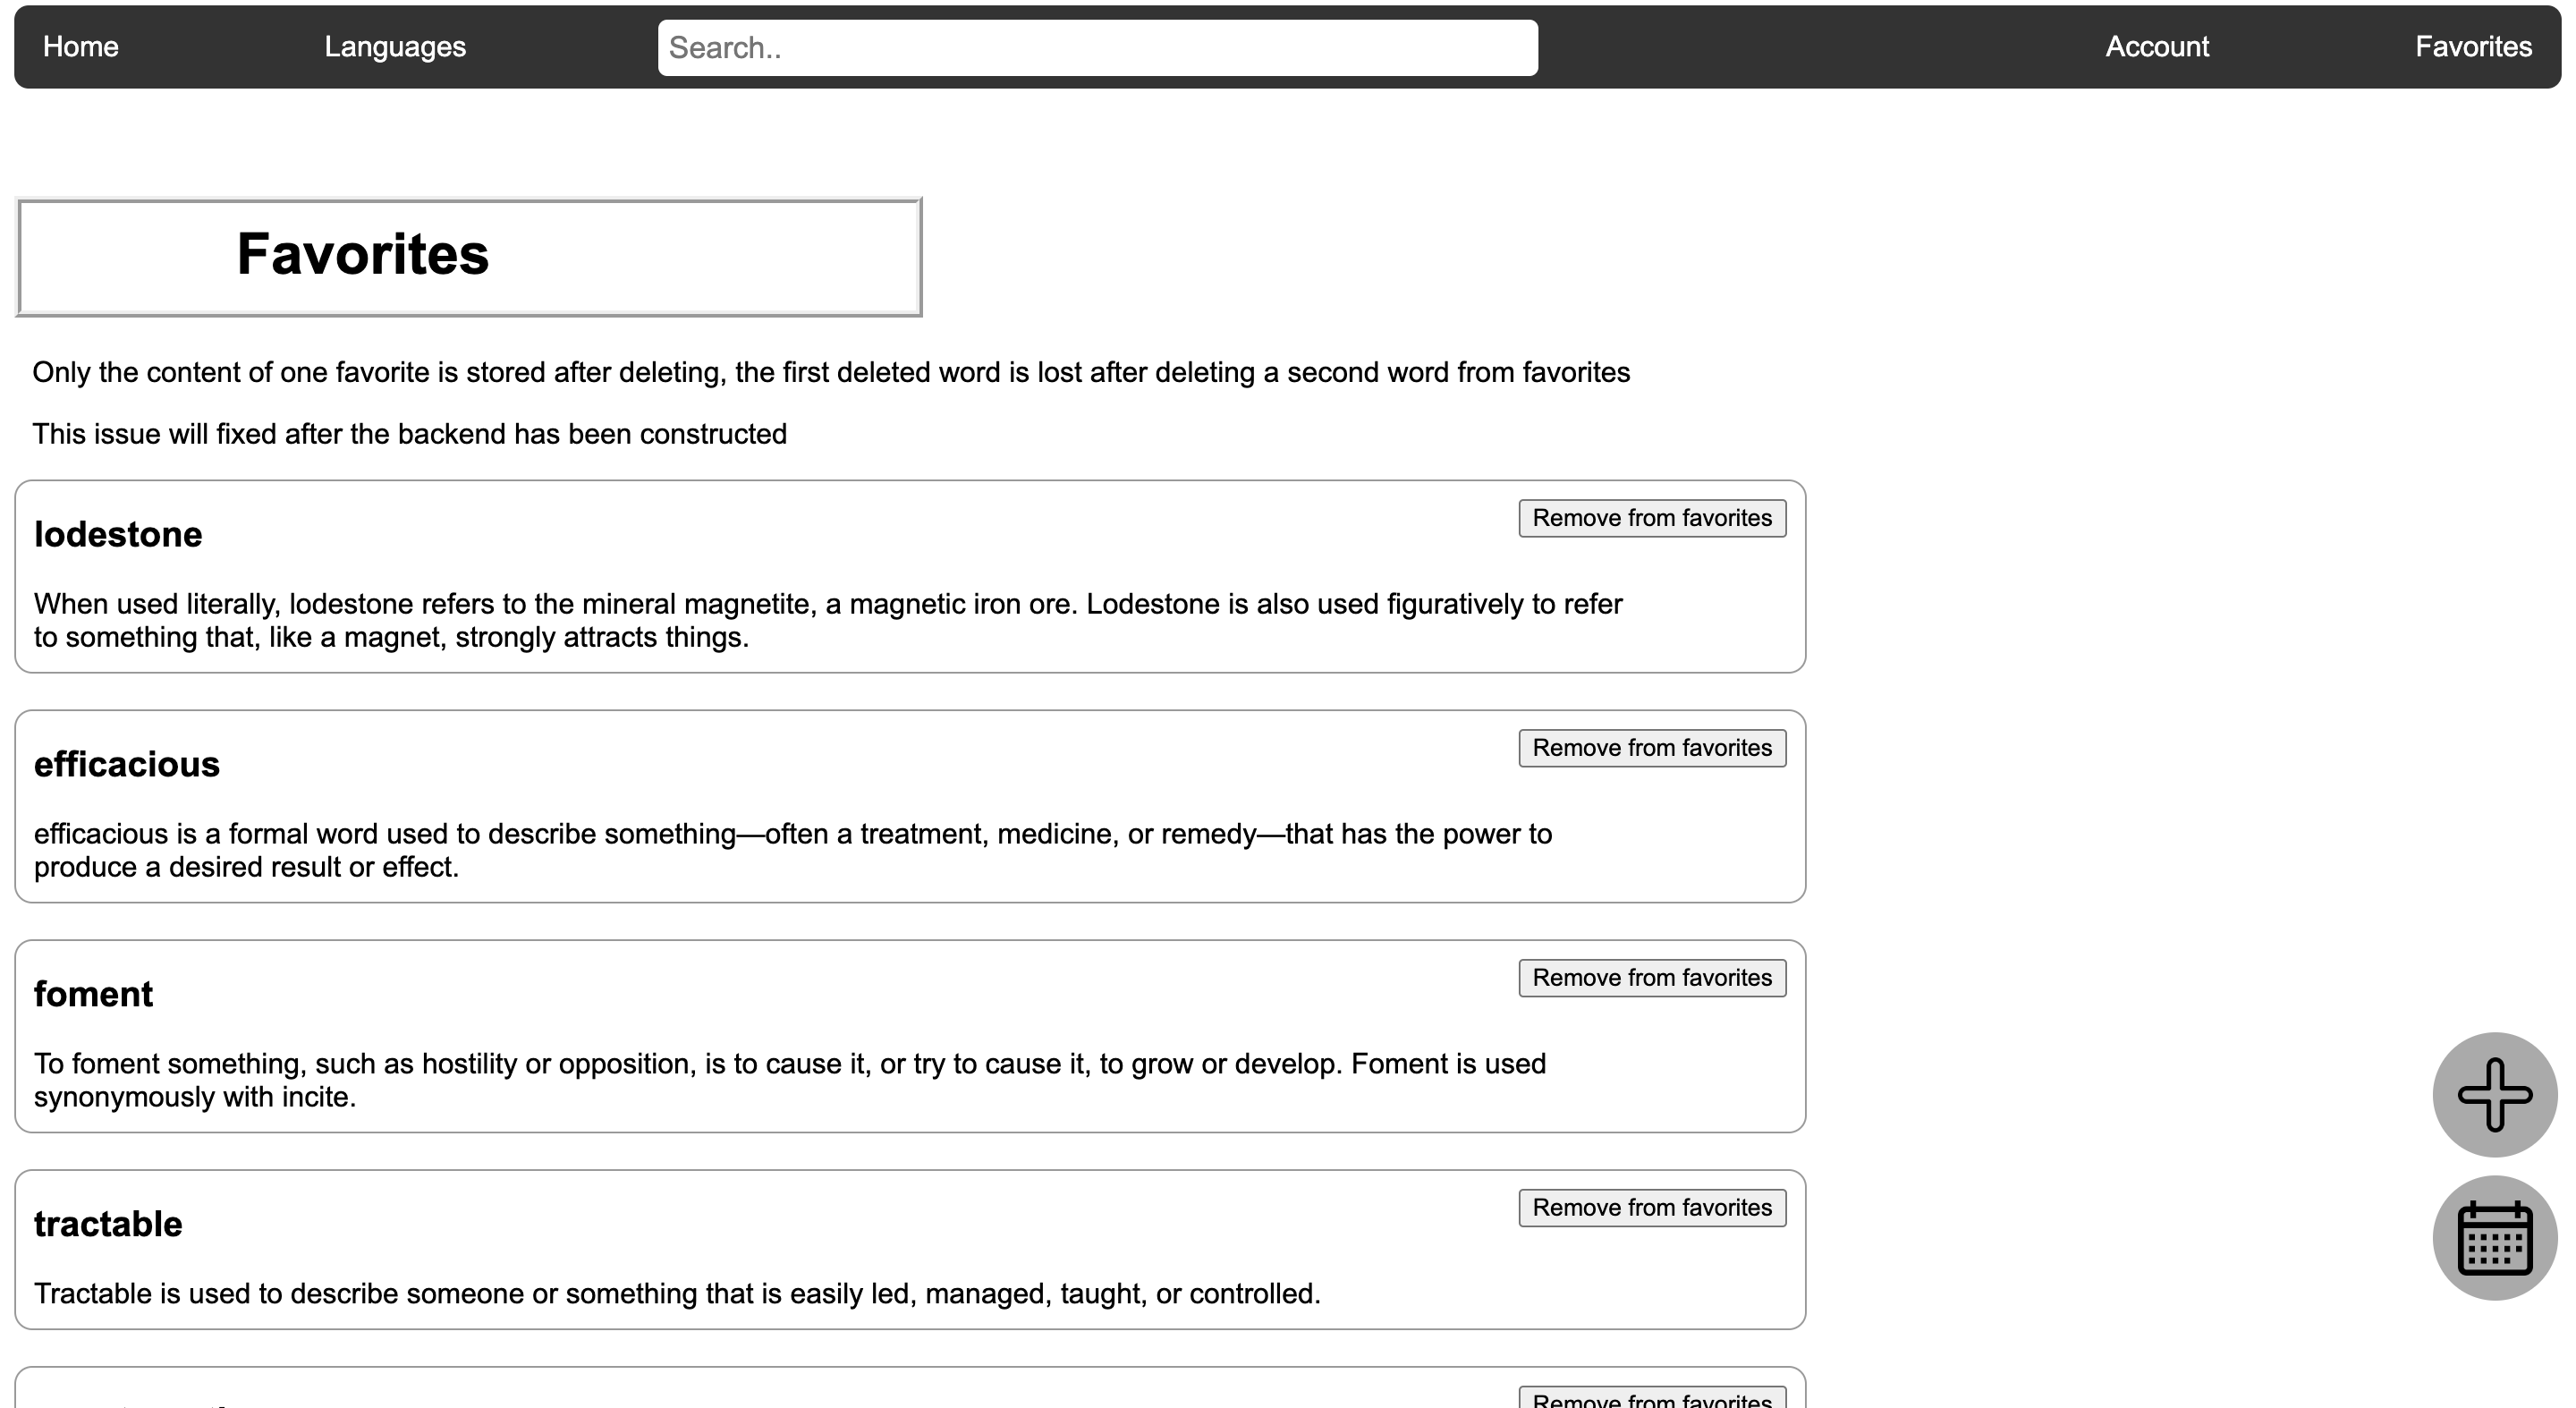 Home Languages Search.. Account Favorites
Favorites
Only the content of one favorite is stored after deleting, the first deleted word is lost after deleting a second word from favorites
This issue will fixed after the backend has been constructed
Remove from favorites
lodestone
When used literally, lodestone refers to the mineral magnetite, a magnetic iron ore. Lodestone is also used figuratively to refer
to something that, like a magnet, strongly attracts things.
Remove from favorites
efficacious
efficacious is a formal word used to describe something—often a treatment, medicine, or remedy—that has the power to
produce a desired result or effect.
Remove from favorites
foment
To foment something, such as hostility or opposition, is to cause it, or try to cause it, to grow or develop. Foment is used
synonymously with incite.
Remove from favorites
tractable
Tractable is used to describe someone or something that is easily led, managed, taught, or controlled.
Remove from favorites